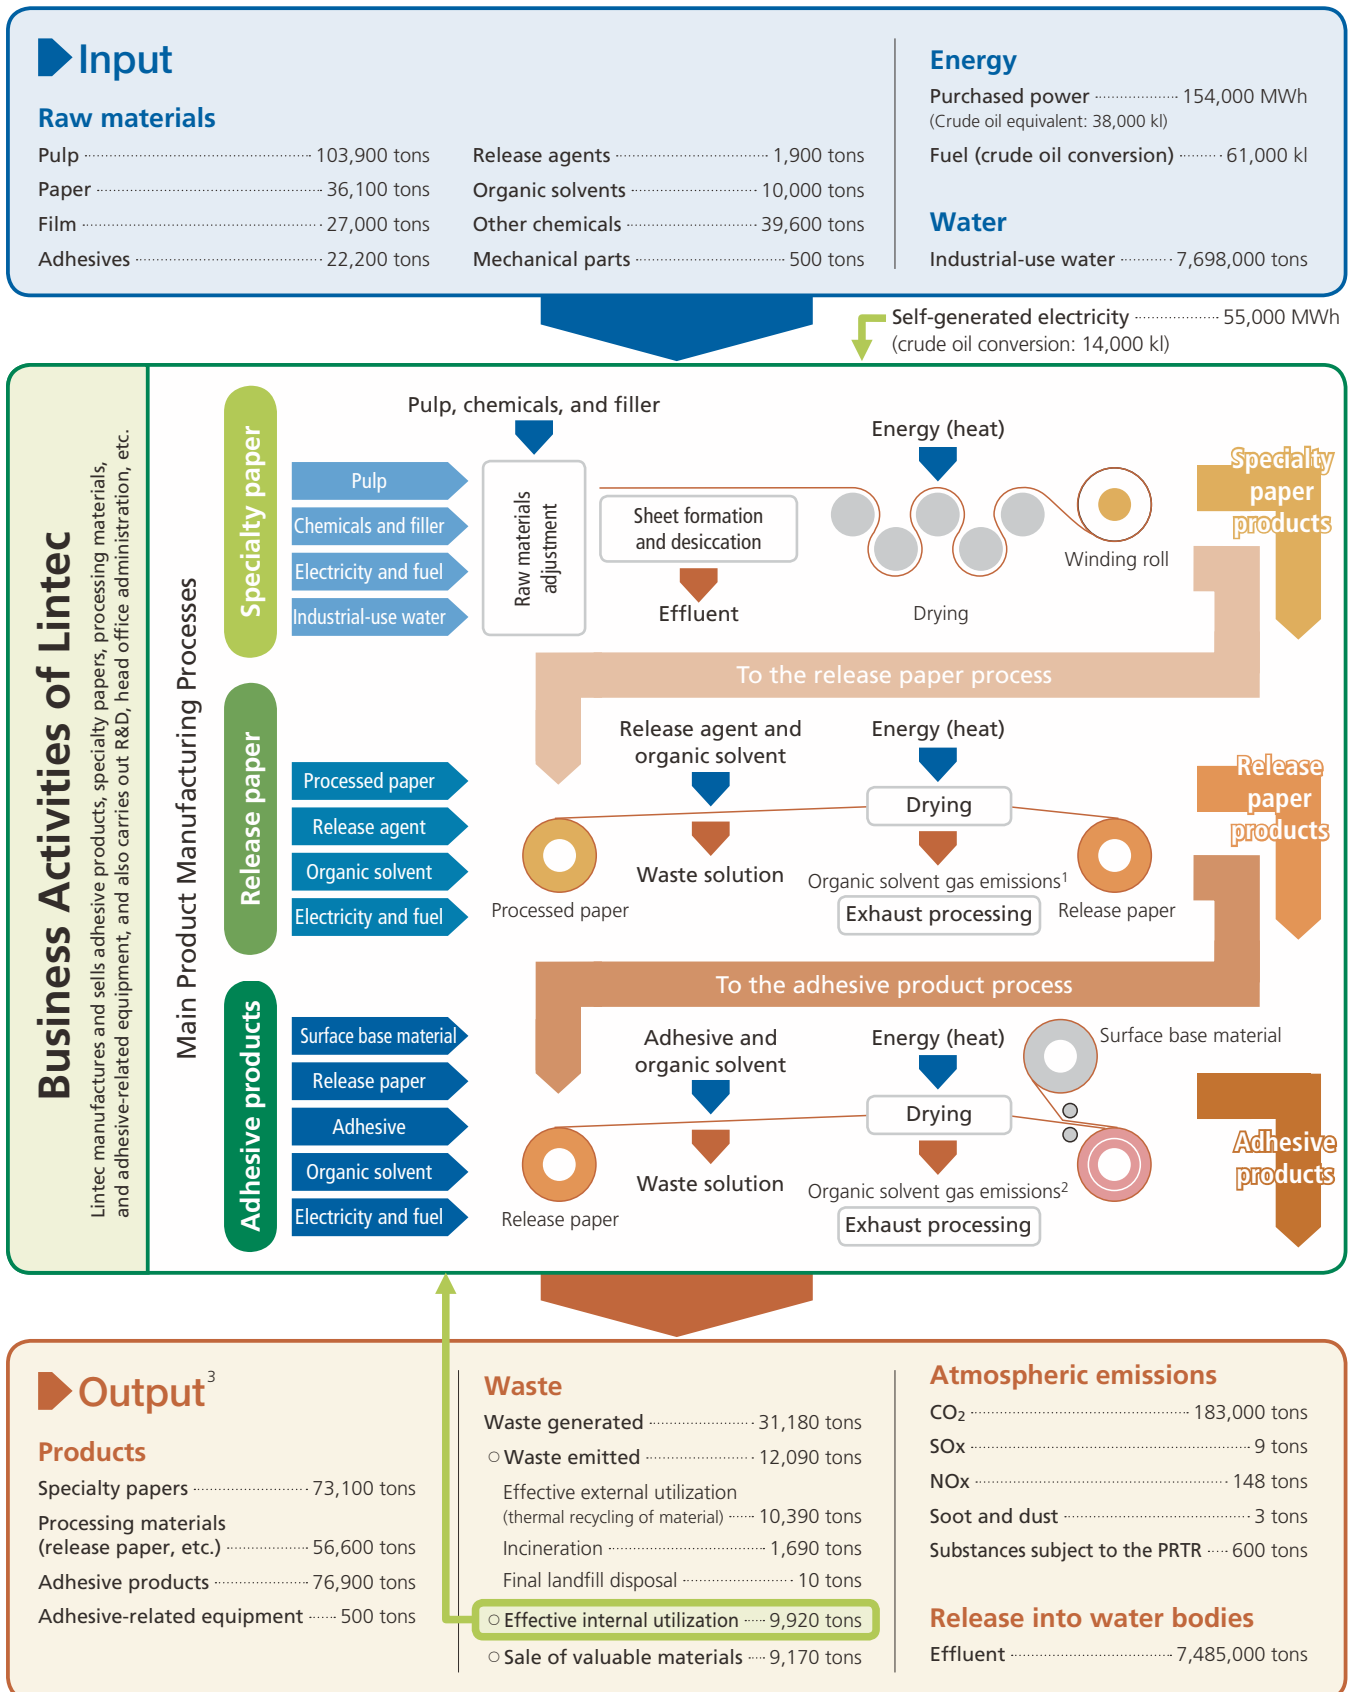 Input
Raw materials
Pulp 103,900 tons
Paper 36,100 tons
Film 27,000 tons
Adhesives 22,200 tons
Release agents 1,900 tons
Organic solvents 10,000 tons
Other chemicals 39,600 tons
Mechanical parts 500 tons
Energy
Purchased power 154,000 MWh
(Crude oil equivalent: 38,000 kl)
Fuel (crude oil conversion) 61,000 kl
Water
Industrial-use water 7,698,000 tons
Self-generated electricity 55,000 MWh
(crude oil conversion: 14,000 kl)
Business Activities of Lintec
Lintec manufactures and sells adhesive products, specialty papers, processing materials,
and adhesive-related equipment, and also carries out R&D, head office administration, etc.
Main Product Manufacturing Processes
Specialty paper
Pulp
Chemicals and filler
Electricity and fuel
Industrial-use water
Pulp, chemicals, and filler
Raw materials
adjustment
Sheet formation
and desiccation
Effluent
Energy (heat)
Drying
Winding roll
Specialty
paper
products
To the release paper process
Release paper
Processed paper
Release agent
Organic solvent
Electricity and fuel
Processed paper
Release agent and
organic solvent
Waste solution
Energy (heat)
Drying
Organic solvent gas emissions1
Exhaust processing
Release paper
Release
paper
products
To the adhesive product process
Adhesive products
Surface base material
Release paper
Adhesive
Organic solvent
Electricity and fuel
Release paper
Adhesive and
organic solvent
Waste solution
Energy (heat)
Drying
Organic solvent gas emissions2
Exhaust processing
Surface base material
Adhesive
products
Output3
Products
Specialty papers 73,100 tons
Processing materials
(release paper, etc.) 56,600 tons
Adhesive products 76,900 tons
Adhesive-related equipment 500 tons
Waste
Waste generated 31,180 tons
○ Waste emitted 12,090 tons
Effective external utilization
(thermal recycling of material) 10,390 tons
Incineration 1,690 tons
Final landfill disposal 10 tons
○ Effective internal utilization 9,920 tons
○ Sale of valuable materials 9,170 tons
Atmospheric emissions
CO2 183,000 tons
SOx 9 tons
NOx 148 tons
Soot and dust 3 tons
Substances subject to the PRTR 600 tons
Release into water bodies
Effluent 7,485,000 tons